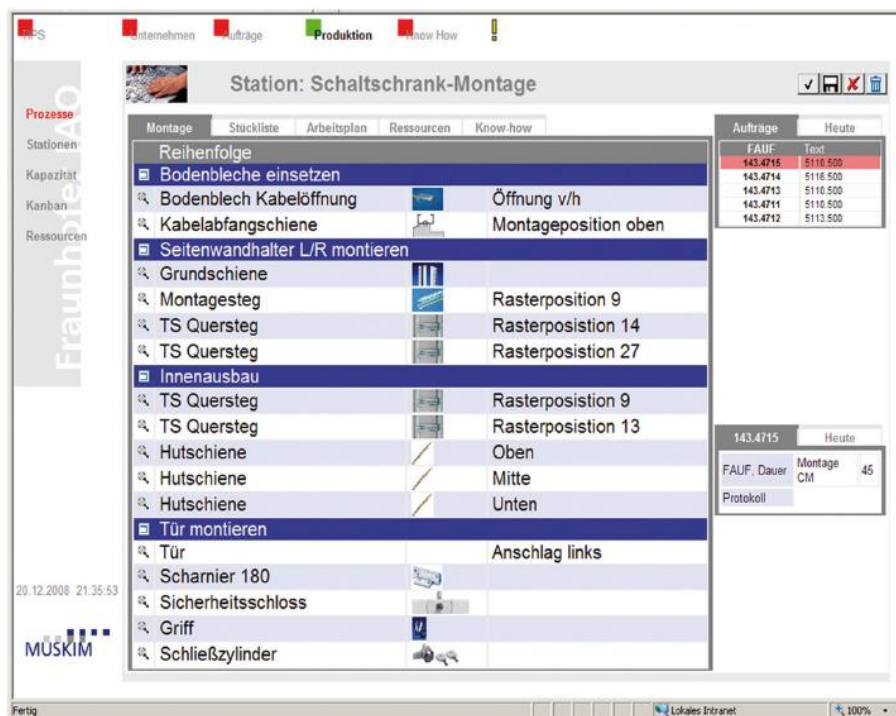 TIPS
Unternehmen
Aufträge
Produktion
Know How
Station: Schaltschrank-Montage
Prozesse
Stationen
Kapazität
Kanban
Ressourcen
Fraunhofer IAO
Montage Stückliste Arbeitsplan Ressourcen Know-how
Reihenfolge
Bodenbleche einsetzen
Bodenblech Kabelöffnung Öffnung v/h
Kabelabfangschiene Montageposition oben
Seitenwandhalter L/R montieren
Grundschiene
Montagesteg Rasterposition 9
TS Quersteg Rasterposistion 14
TS Quersteg Rasterposistion 27
Innenausbau
TS Quersteg Rasterposistion 9
TS Quersteg Rasterposistion 13
Hutschiene Oben
Hutschiene Mitte
Hutschiene Unten
Tür montieren
Tür Anschlag links
Scharnier 180
Sicherheitsschloss
Griff
Schließzylinder
Aufträge Heute
FAUF Text
143.4715 5110.500
143.4714 5116.500
143.4713 5110.500
143.4711 5110.500
143.4712 5113.500
143.4715 Heute
FAUF, Dauer Montage CM 45
Protokoll
20.12.2008 21:35:53
MÜSKIM
Fertig Lokales Intranet 100%